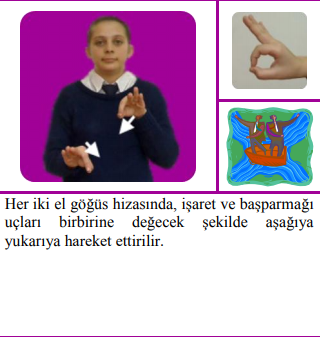 Her iki el göğüs hizasında, işaret ve başparmağı
uçları birbirine değecek şekilde aşağıya
yukarıya hareket ettirilir.